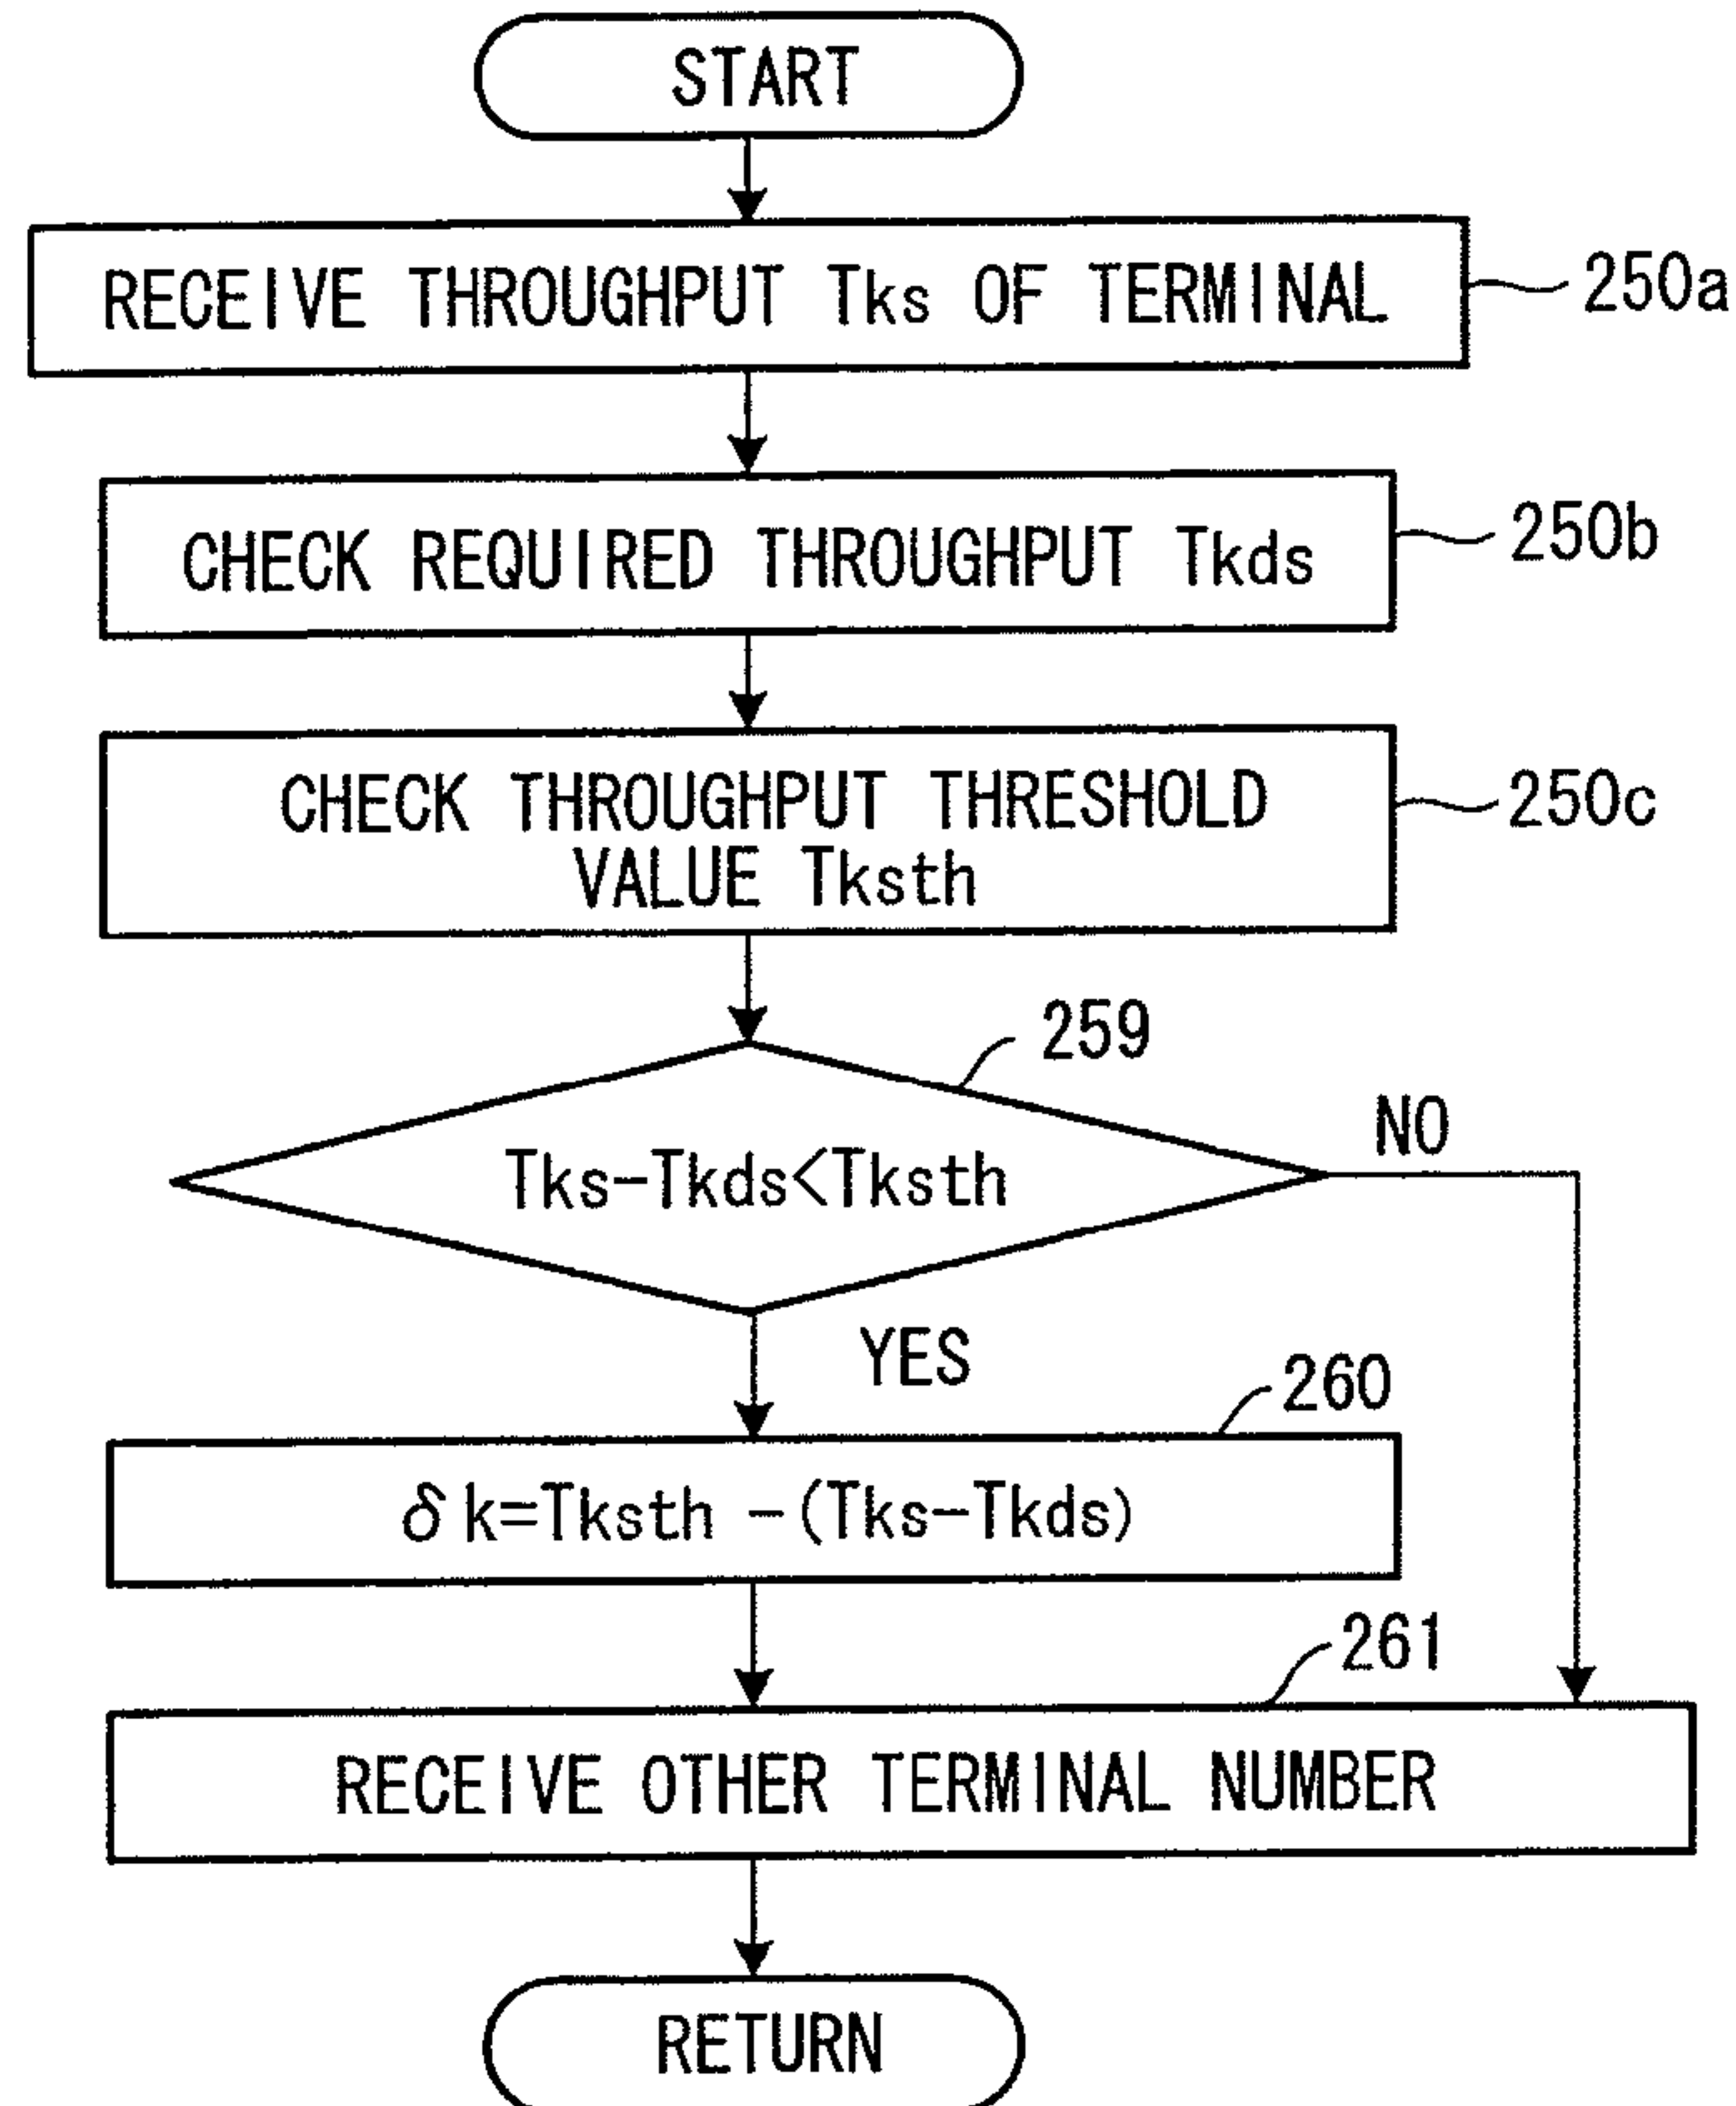 START
RECEIVE THROUGHPUT Tks OF TERMINAL
250a
CHECK REQUIRED THROUGHPUT Tkds
250b
CHECK THROUGHPUT THRESHOLD
VALUE Tksth
250c
259
Tks-Tkds<Tksth
NO
YES
260
δk=Tksth -(Tks-Tkds)
261
RECEIVE OTHER TERMINAL NUMBER
RETURN